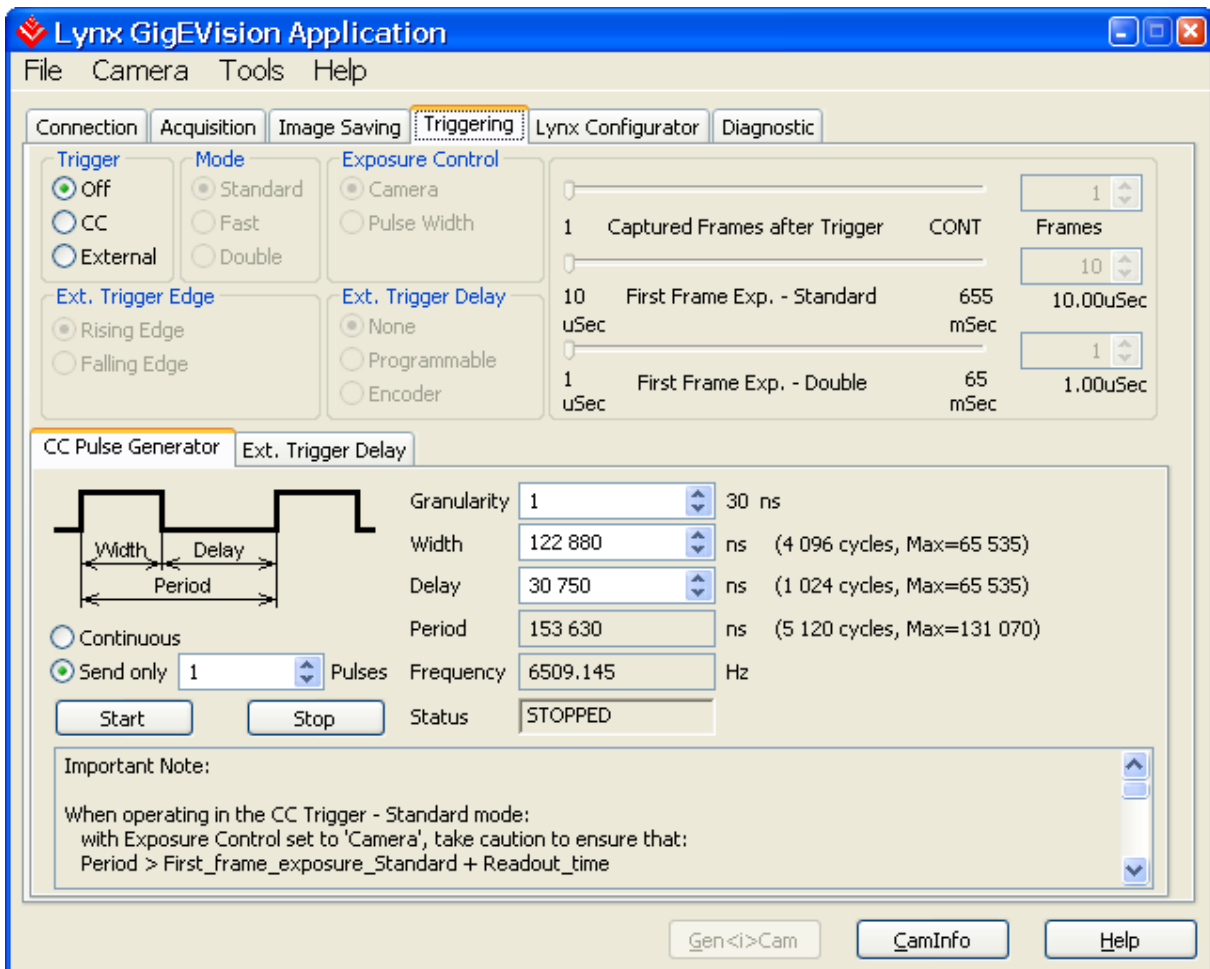 Lynx GigEVision Application
File Camera Tools Help
Connection Acquisition Image Saving Triggering Lynx Configurator Diagnostic
Trigger Mode Exposure Control
Off Standard Camera 1
CC Fast Pulse Width 1 Captured Frames after Trigger CONT Frames
External Double 10
Ext. Trigger Edge Ext. Trigger Delay 10 First Frame Exp. - Standard 655 10.00uSec
Rising Edge None uSec mSec
Falling Edge Programmable 1
Encoder 1 First Frame Exp. - Double 65 1.00uSec
uSec mSec
CC Pulse Generator Ext. Trigger Delay
Granularity 1 30 ns
Width Delay Width 122 880 ns (4 096 cycles, Max=65 535)
Period Delay 30 750 ns (1 024 cycles, Max=65 535)
Continuous Period 153 630 ns (5 120 cycles, Max=131 070)
Send only 1 Pulses Frequency 6509.145 Hz
Start Stop Status STOPPED
Important Note:
When operating in the CC Trigger - Standard mode:
with Exposure Control set to 'Camera', take caution to ensure that:
Period > First_frame_exposure_Standard + Readout_time
Gen<i>Cam CamInfo Help